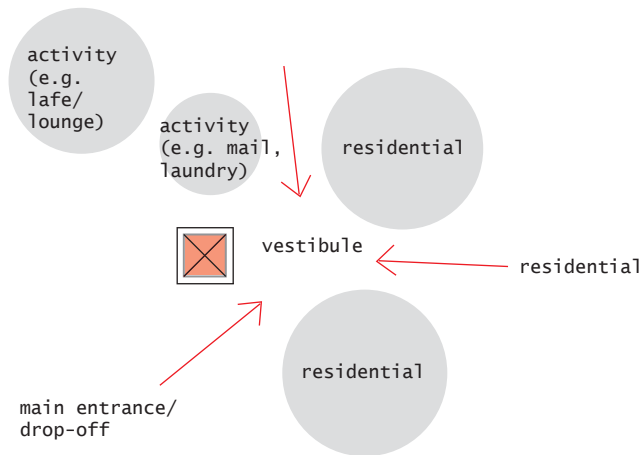 activity
(e.g.
lafe/
lounge)
activity
(e.g. mail,
laundry)
residential
vestibule
residential
residential
main entrance/
drop-off